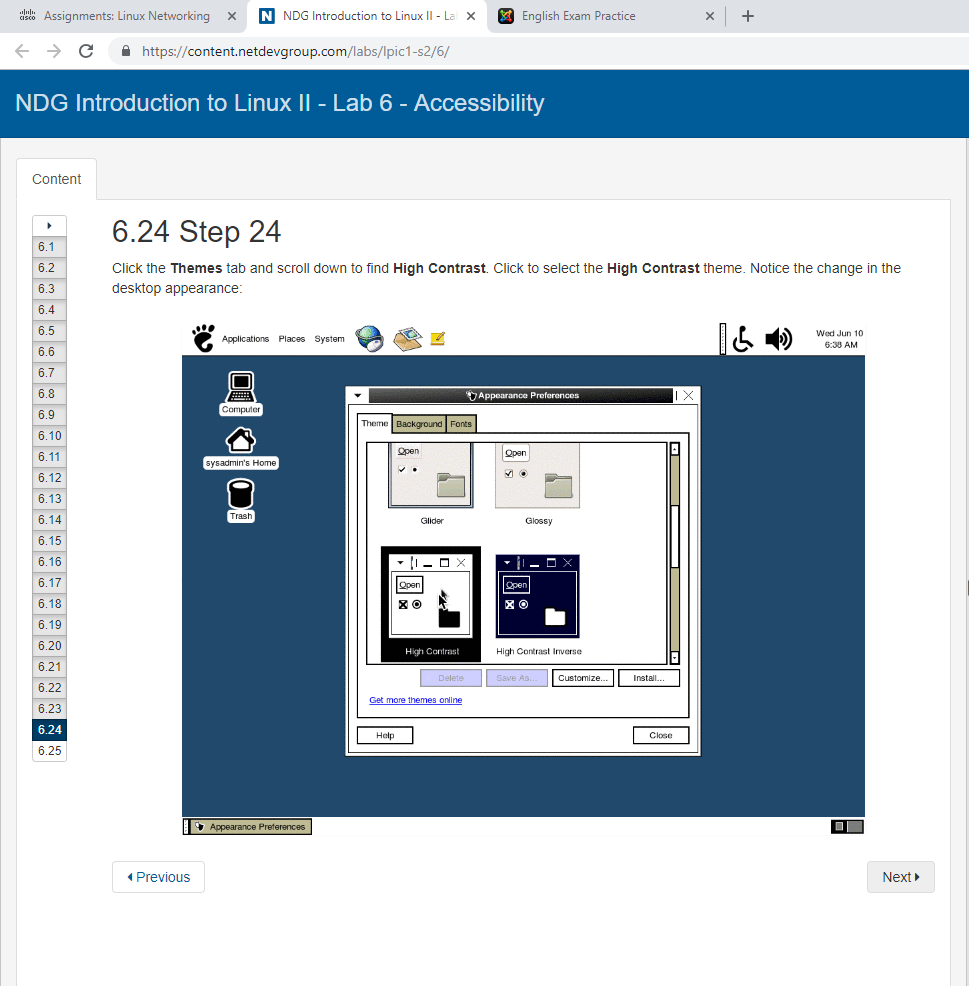 Assignments: Linux Networking
NDG Introduction to Linux II - La
English Exam Practice
https://content.netdevgroup.com/labs/lpic1-s2/6/
NDG Introduction to Linux II - Lab 6 - Accessibility
Content
6.1
6.2
6.3
6.4
6.5
6.6
6.7
6.8
6.9
6.10
6.11
6.12
6.13
6.14
6.15
6.16
6.17
6.18
6.19
6.20
6.21
6.22
6.23
6.24
6.25
6.24 Step 24
Click the Themes tab and scroll down to find High Contrast. Click to select the High Contrast theme. Notice the change in the
desktop appearance:
Applications Places System
Wed Jun 10
6:38 AM
Computer
sysadmin's Home
Trash
Appearance Preferences
Theme Background Fonts
Open Open
Glider Glossy
Open Open
High Contrast High Contrast Inverse
Delete Save As... Customize... Install...
Get more themes online
Help Close
Appearance Preferences
Previous Next